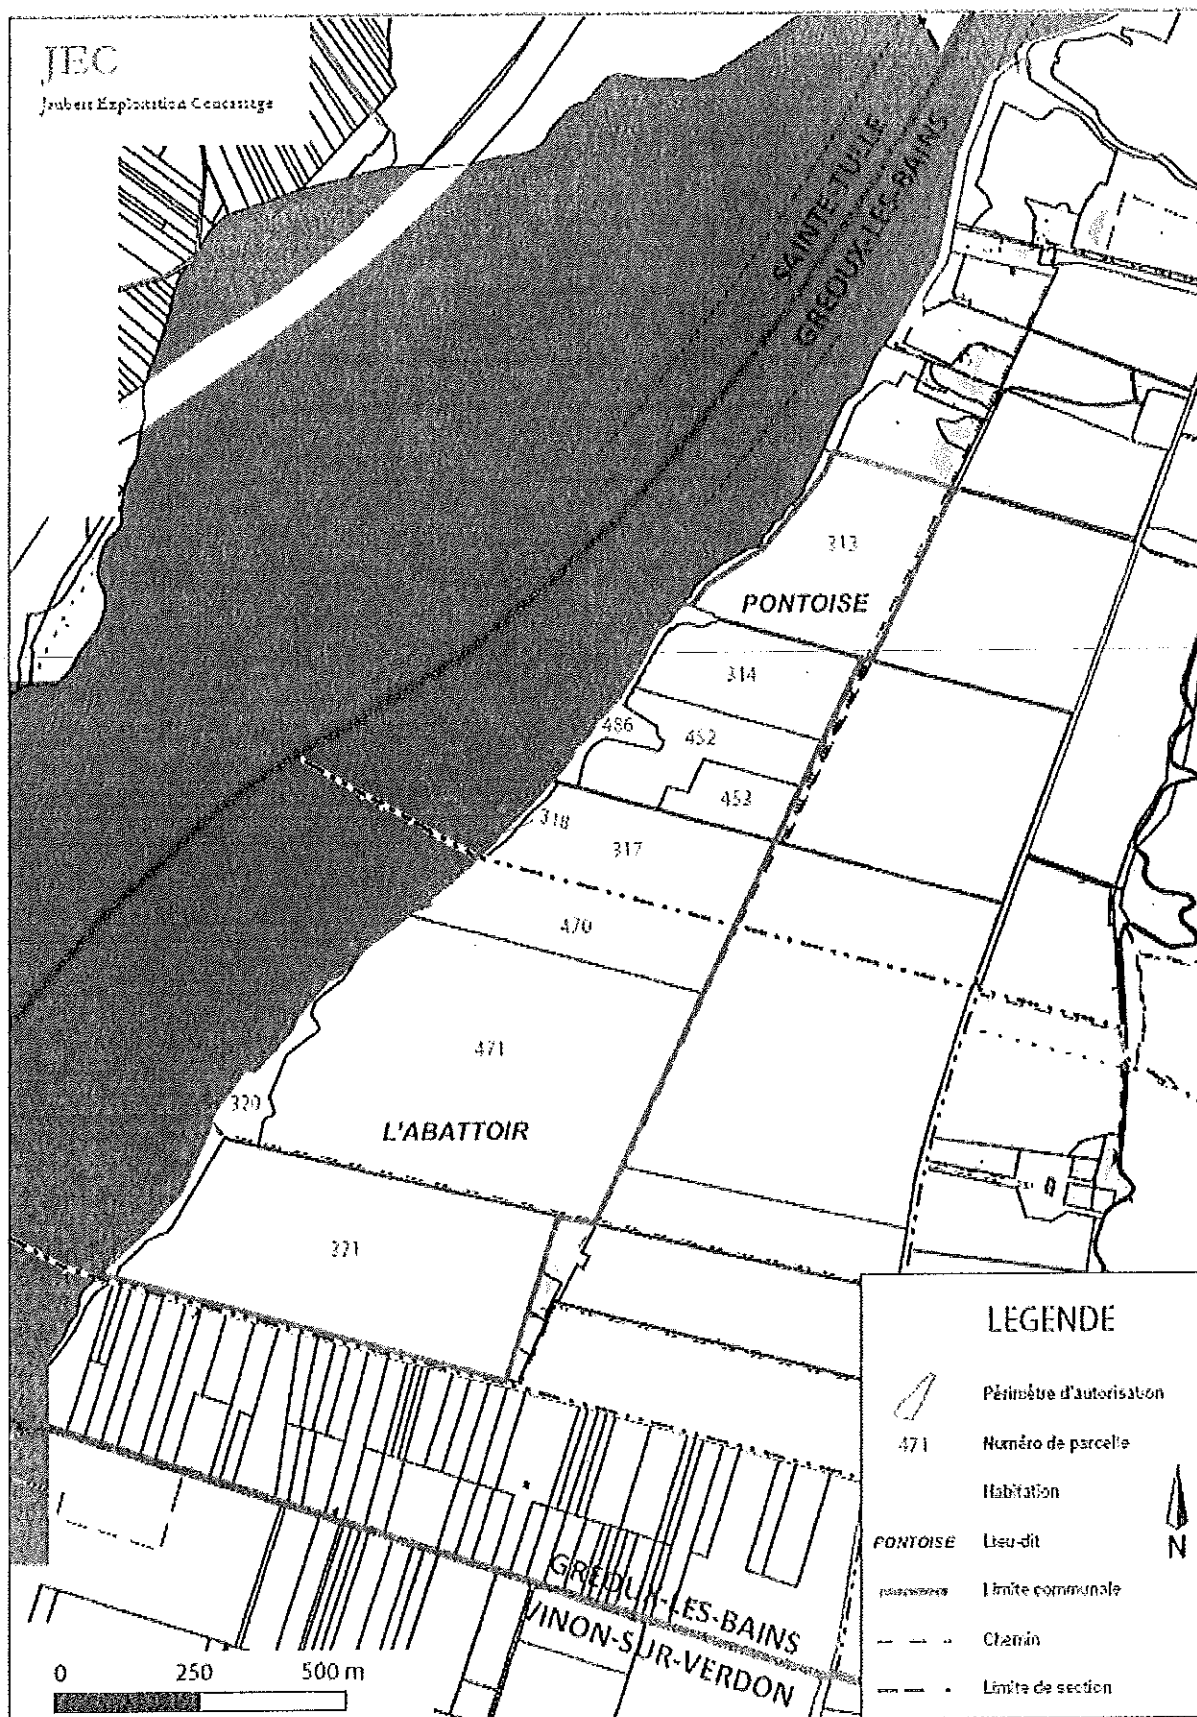 JEC
Joubert Exploitation Concassage
SAINTE-TULLE
GREOUX-LES-BAINS
313
PONTOISE
314
486
452
453
318
317
470
471
320
L'ABATTOIR
321
GREOUX-LES-BAINS
VINON-SUR-VERDON
0 250 500 m
LEGENDE
Périmètre d'autorisation
471 Numéro de parcelle
Habitation
PONTOISE Lieu-dit
Limite communale
Chemin
Limite de section
N